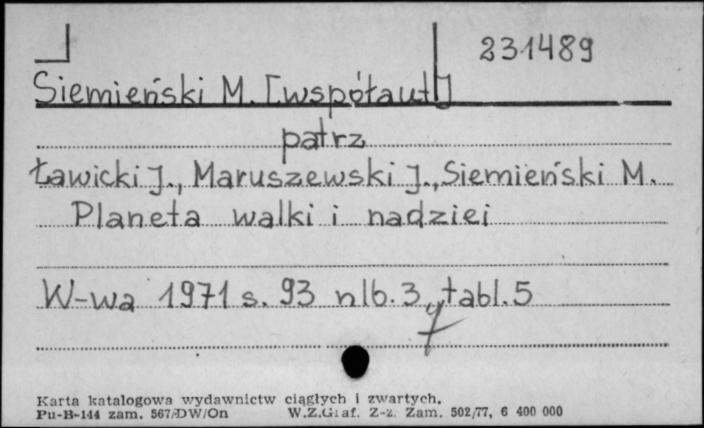 231489
Siemieński M. [współaut]
patrz
Ławicki J., Maruszewski J., Siemieński M.
Planeta walki i nadziei
W-wa 1971 s. 93 nlb. 3, tabl. 5
Karta katalogowa wydawnictw ciągłych i zwartych.
Pu-B-144 zam. 567/DW/On W.Z.Graf. Z-z. Zam. 502/77, 6 400 000